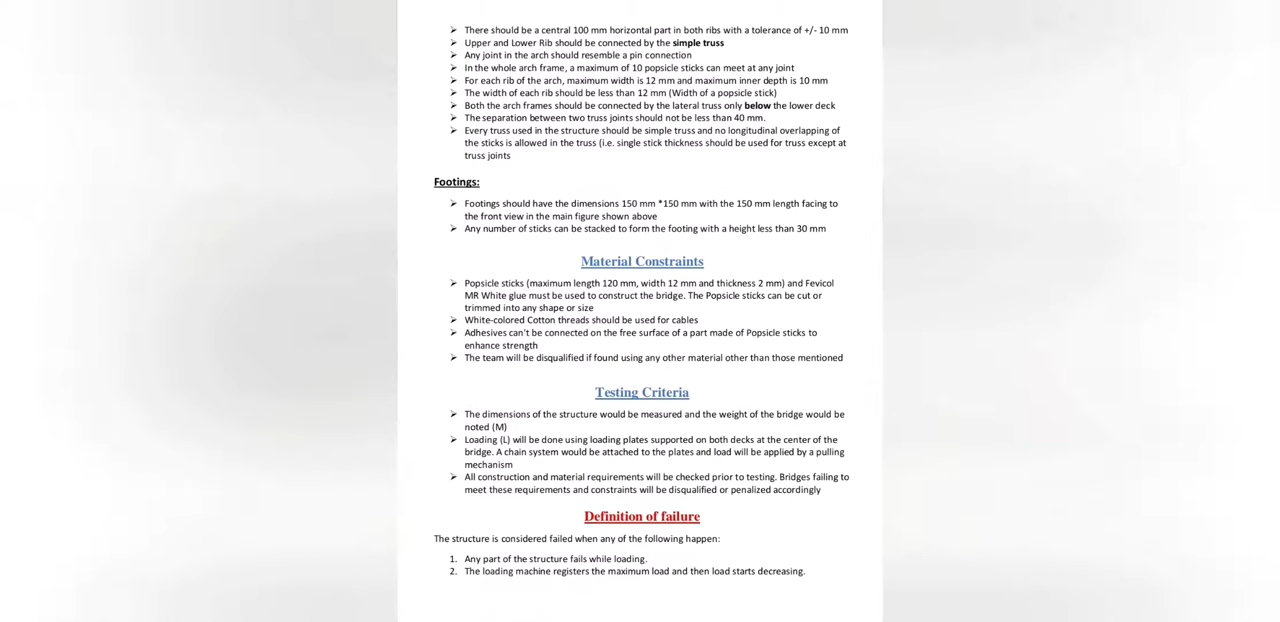 ➢ There should be a central 100 mm horizontal part in both ribs with a tolerance of +/- 10 mm
➢ Upper and Lower Rib should be connected by the simple truss
➢ Any joint in the arch should resemble a pin connection
➢ In the whole arch frame, a maximum of 10 popsicle sticks can meet at any joint
➢ For each rib of the arch, maximum width is 12 mm and maximum inner depth is 10 mm
➢ The width of each rib should be less than 12 mm (Width of a popsicle stick)
➢ Both the arch frames should be connected by the lateral truss only below the lower deck
➢ The separation between two truss joints should not be less than 40 mm.
➢ Every truss used in the structure should be simple truss and no longitudinal overlapping of
the sticks is allowed in the truss (i.e. single stick thickness should be used for truss except at
truss joints
Footings:
➢ Footings should have the dimensions 150 mm *150 mm with the 150 mm length facing to
the front view in the main figure shown above
➢ Any number of sticks can be stacked to form the footing with a height less than 30 mm
Material Constraints
➢ Popsicle sticks (maximum length 120 mm, width 12 mm and thickness 2 mm) and Fevicol
MR White glue must be used to construct the bridge. The Popsicle sticks can be cut or
trimmed into any shape or size
➢ White-colored Cotton threads should be used for cables
➢ Adhesives can't be connected on the free surface of a part made of Popsicle sticks to
enhance strength
➢ The team will be disqualified if found using any other material other than those mentioned
Testing Criteria
➢ The dimensions of the structure would be measured and the weight of the bridge would be
noted (M)
➢ Loading (L) will be done using loading plates supported on both decks at the center of the
bridge. A chain system would be attached to the plates and load will be applied by a pulling
mechanism
➢ All construction and material requirements will be checked prior to testing. Bridges failing to
meet these requirements and constraints will be disqualified or penalized accordingly
Definition of failure
The structure is considered failed when any of the following happen:
1. Any part of the structure fails while loading.
2. The loading machine registers the maximum load and then load starts decreasing.